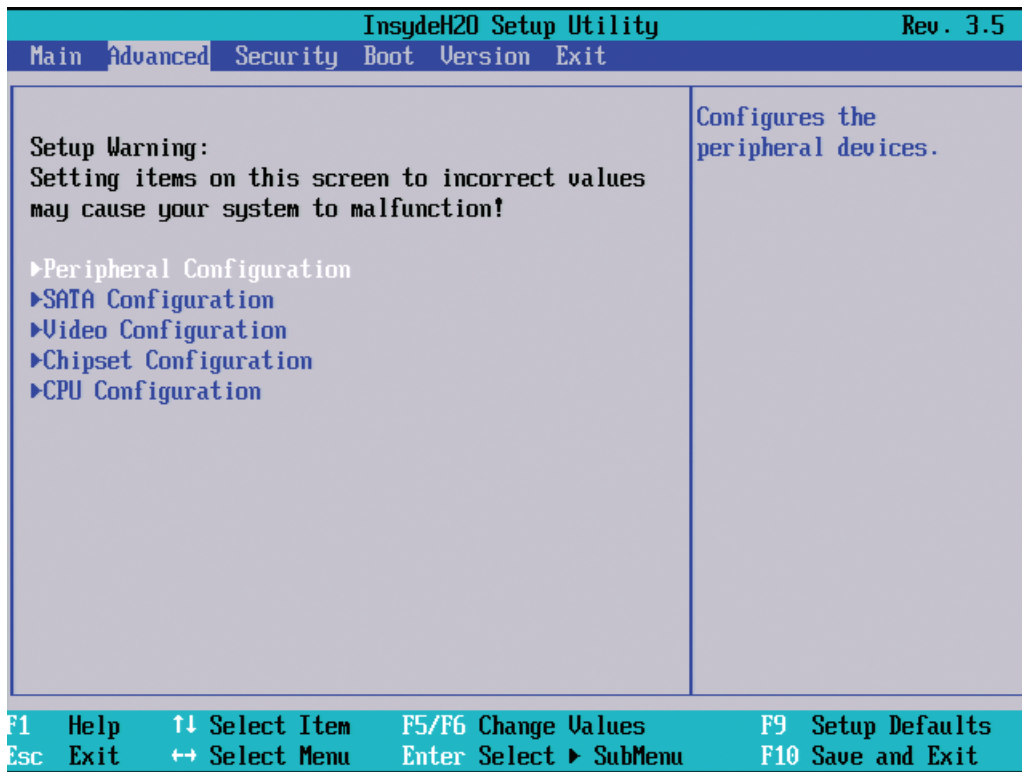 InsydeH20 Setup Utility Rev. 3.5
Main Advanced Security Boot Version Exit
Setup Warning:
Setting items on this screen to incorrect values
may cause your system to malfunction!
▶Peripheral Configuration
▶SATA Configuration
▶Video Configuration
▶Chipset Configuration
▶CPU Configuration
Configures the
peripheral devices.
F1 Help ↑↓ Select Item F5/F6 Change Values F9 Setup Defaults
Esc Exit ↔ Select Menu Enter Select ▶ SubMenu F10 Save and Exit